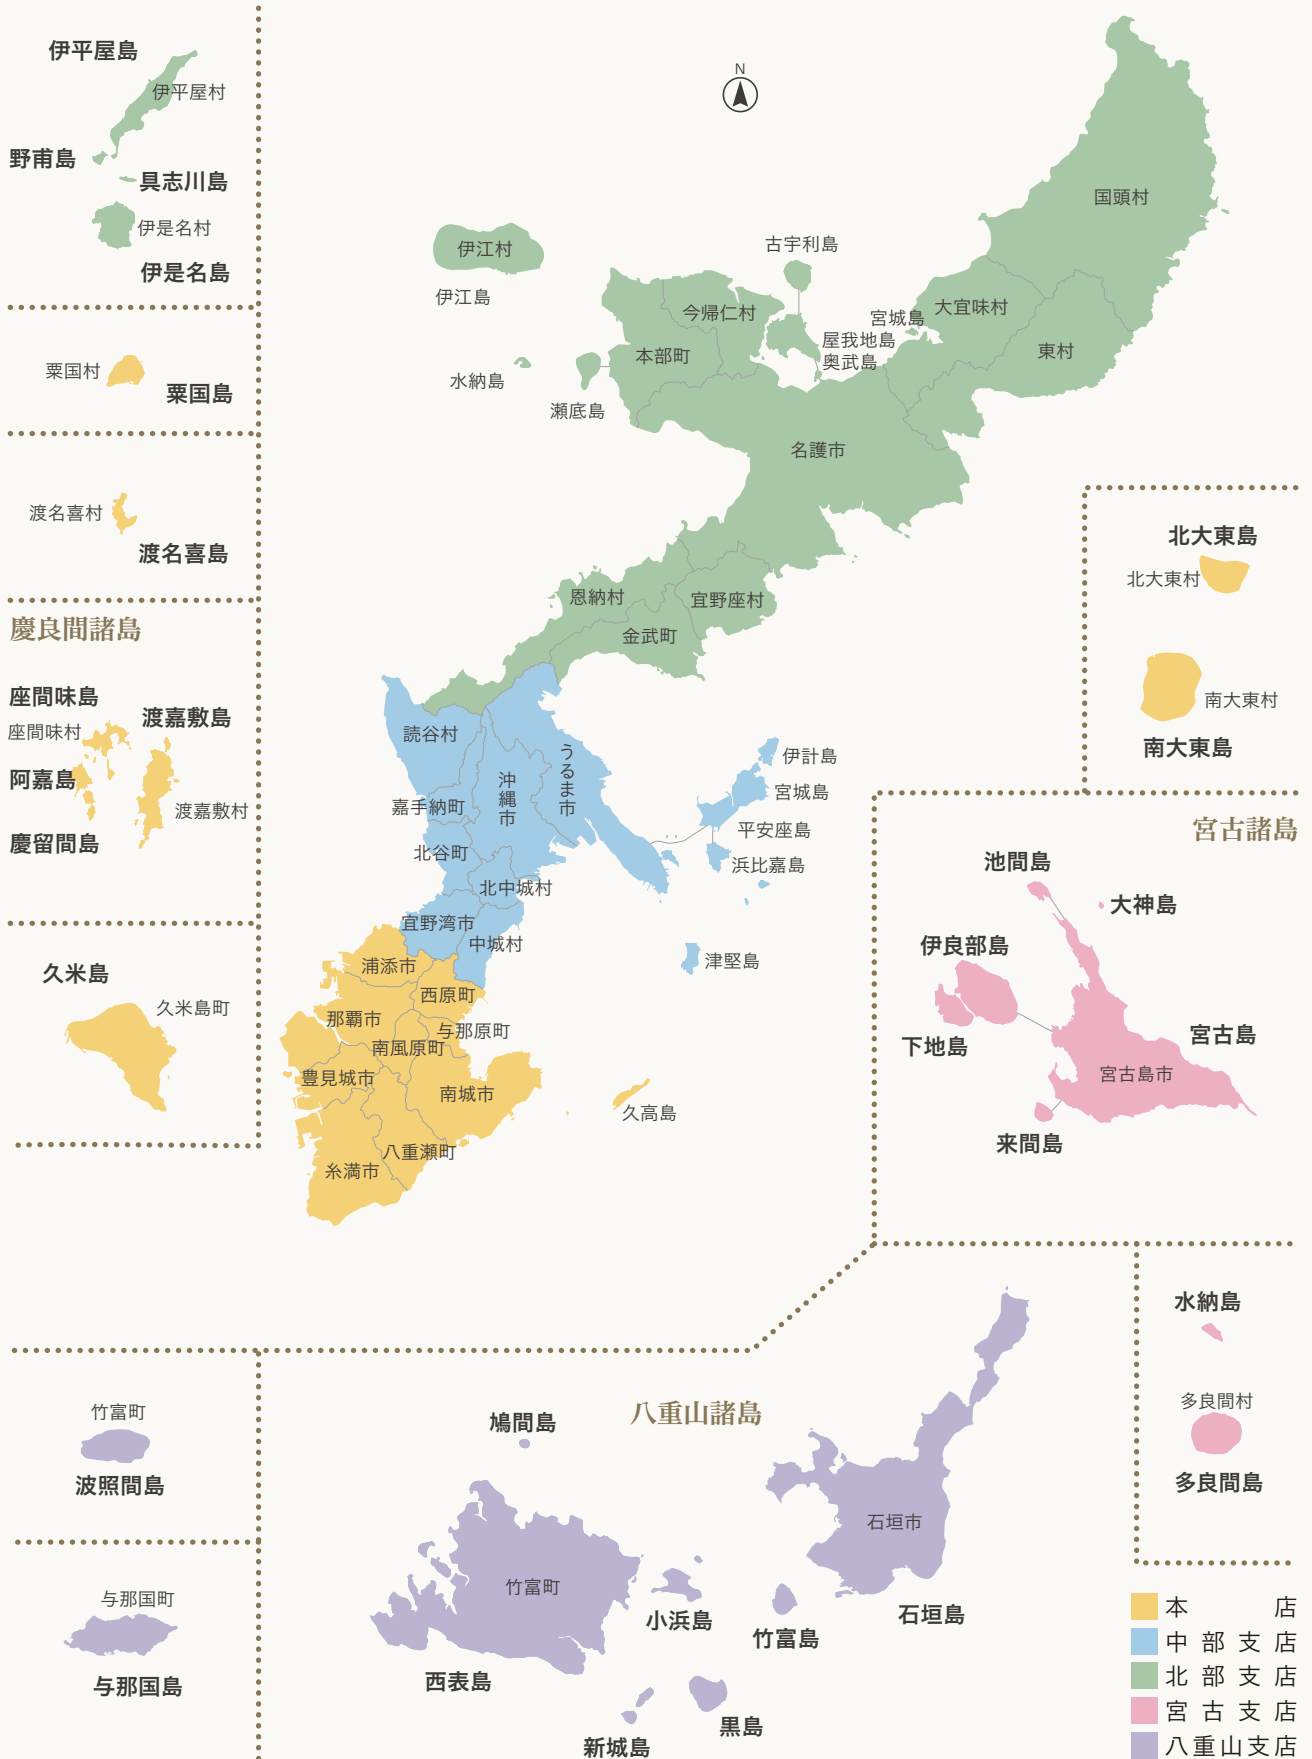 N
伊平屋島
伊平屋村
野甫島
具志川島
伊是名村
伊是名島
粟国村
粟国島
渡名喜村
渡名喜島
慶良間諸島
座間味島
座間味村
渡嘉敷島
阿嘉島
渡嘉敷村
慶留間島
久米島
久米島町
国頭村
伊江村
伊江島
古宇利島
今帰仁村
宮城島
大宜味村
屋我地島
奥武島
本部町
東村
水納島
瀬底島
名護市
恩納村
宜野座村
金武町
読谷村
うるま市
沖縄市
嘉手納町
北谷町
北中城村
宜野湾市
中城村
伊計島
宮城島
平安座島
浜比嘉島
津堅島
浦添市
西原町
那覇市
与那原町
南風原町
豊見城市
南城市
八重瀬町
糸満市
久高島
北大東島
北大東村
南大東村
南大東島
宮古諸島
池間島
大神島
伊良部島
下地島
宮古島
宮古島市
来間島
水納島
多良間村
多良間島
竹富町
波照間島
与那国町
与那国島
八重山諸島
鳩間島
石垣市
竹富町
小浜島
竹富島
石垣島
西表島
黒島
新城島
本店
中部支店
北部支店
宮古支店
八重山支店